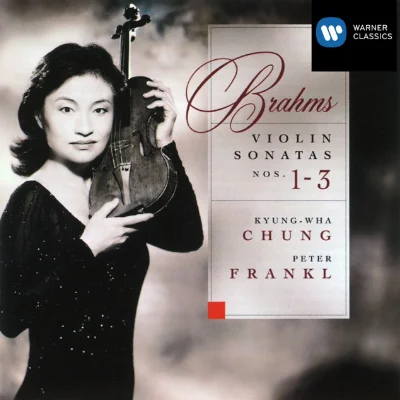 WARNER
CLASSICS
Brahms
VIOLIN
SONATAS
NOS. 1-3
KYUNG-WHA
CHUNG
PETER
FRANKL